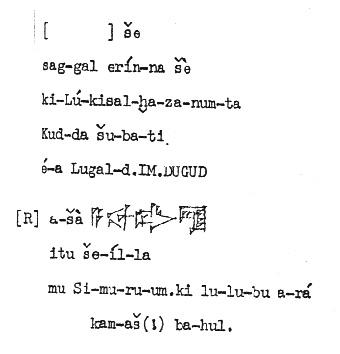 [ ] še
sag-gal erín-na šè
ki-Lú-kisal-ḫa-za-num-ta
Kud-da šu-ba-ti.
é-a Lugal-d.IM.DUGUD
[R] a-šà
itu še-íl-la
mu Si-mu-ru-um.ki lu-lu-bu a-rá
kam-aš(!) ba-hul.